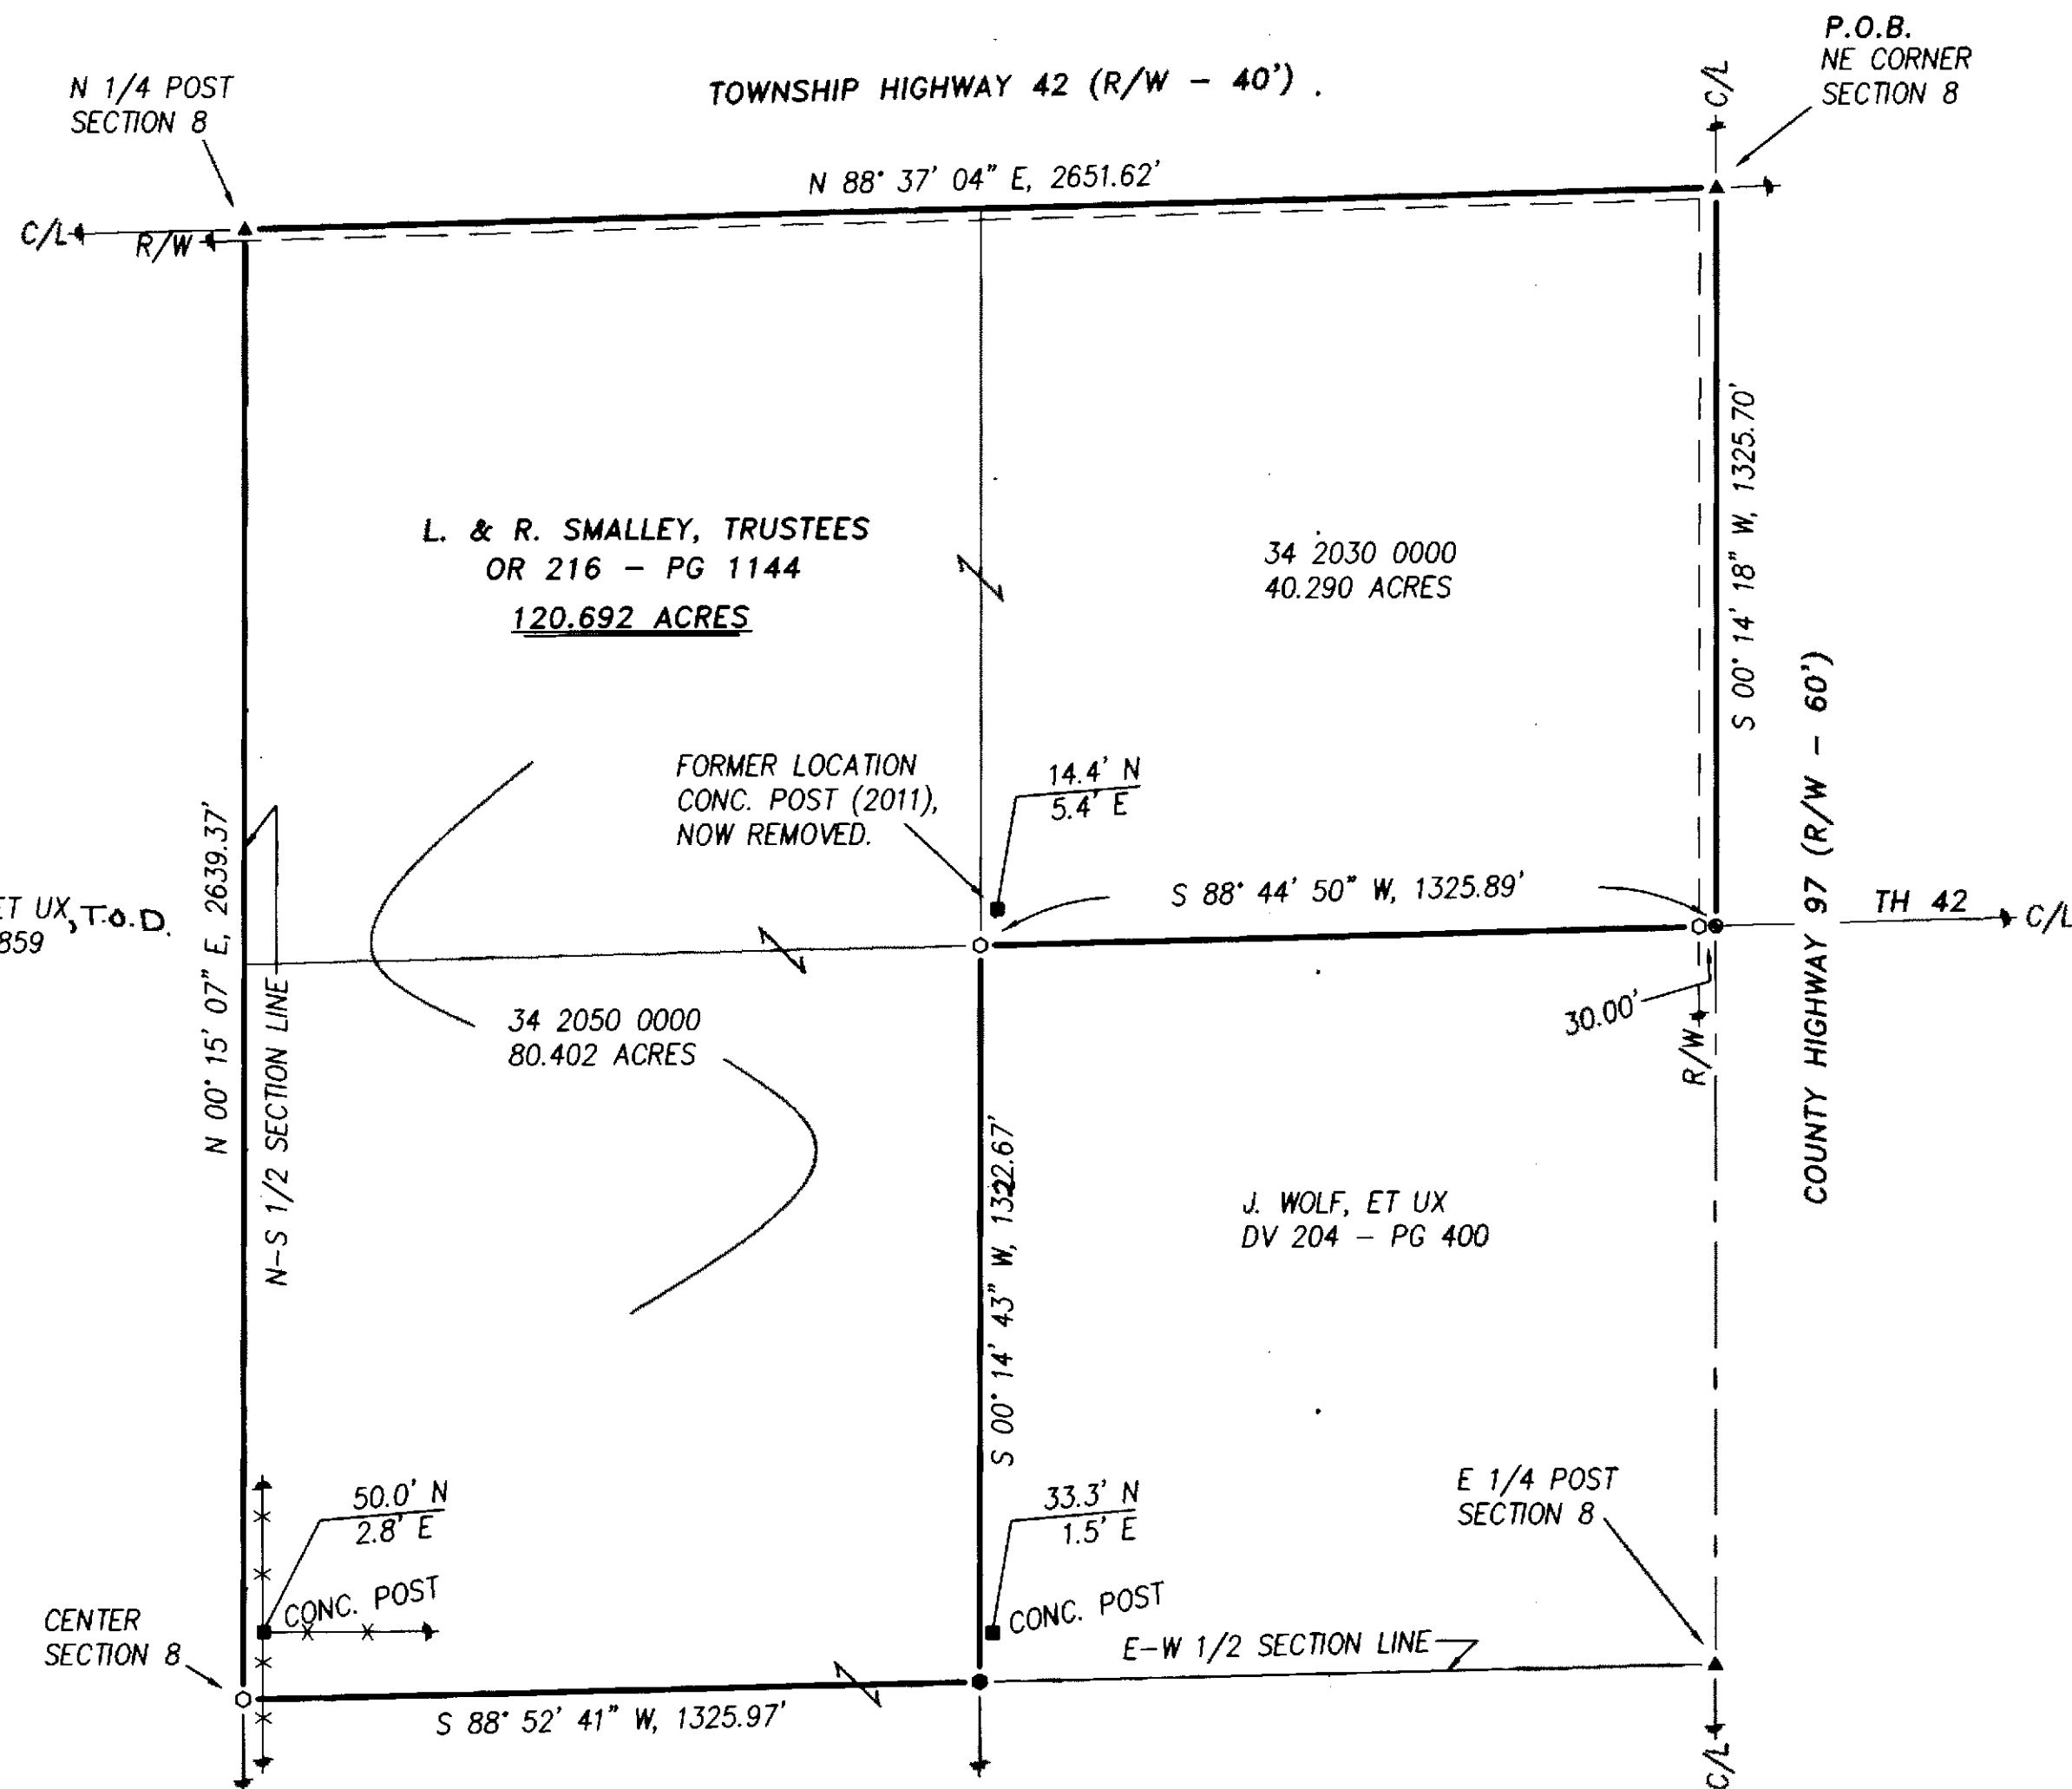 P.O.B.
NE CORNER
SECTION 8
N 1/4 POST
SECTION 8
TOWNSHIP HIGHWAY 42 (R/W - 40') .
C/L
N 88° 37' 04" E, 2651.62'
C/L
R/W
S 00° 14' 18" W, 1325.70'
L. & R. SMALLEY, TRUSTEES
OR 216 - PG 1144
120.692 ACRES
34 2030 0000
40.290 ACRES
FORMER LOCATION
CONC. POST (2011),
NOW REMOVED.
14.4' N
5.4' E
N 00° 15' 07" E, 2639.37'
N-S 1/2 SECTION LINE
ET UX, T.O.D.
859
S 88° 44' 50" W, 1325.89'
TH 42
C/L
COUNTY HIGHWAY 97 (R/W - 60')
30.00'
R/W
34 2050 0000
80.402 ACRES
S 00° 14' 43" W, 1322.67'
J. WOLF, ET UX
DV 204 - PG 400
E 1/4 POST
SECTION 8
50.0' N
2.8' E
33.3' N
1.5' E
CONC. POST
CONC. POST
CENTER
SECTION 8
E-W 1/2 SECTION LINE
S 88° 52' 41" W, 1325.97'
C/L